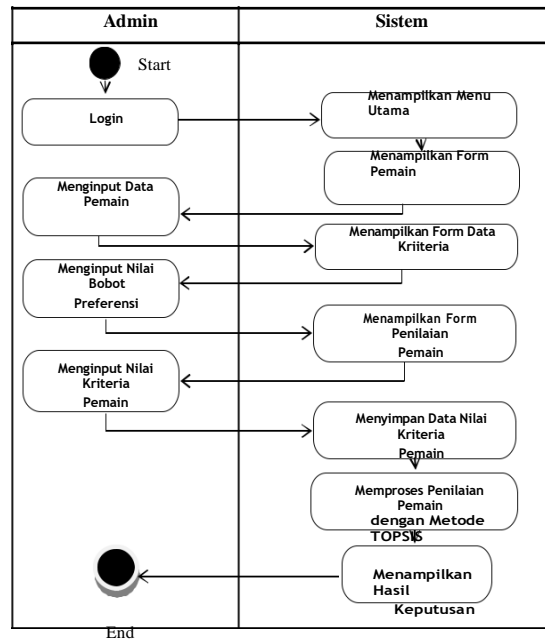 Admin
Sistem
Start
Login
Menampilkan Menu
Utama
Menampilkan Form
Pemain
Menginput Data
Pemain
Menampilkan Form Data
Kriiteria
Menginput Nilai
Bobot
Preferensi
Menampilkan Form
Penilaian
Pemain
Menginput Nilai
Kriteria
Pemain
Menyimpan Data Nilai
Kriteria
Pemain
Memproses Penilaian
Pemain
dengan Metode
TOPSIS
Menampilkan
Hasil
Keputusan
End